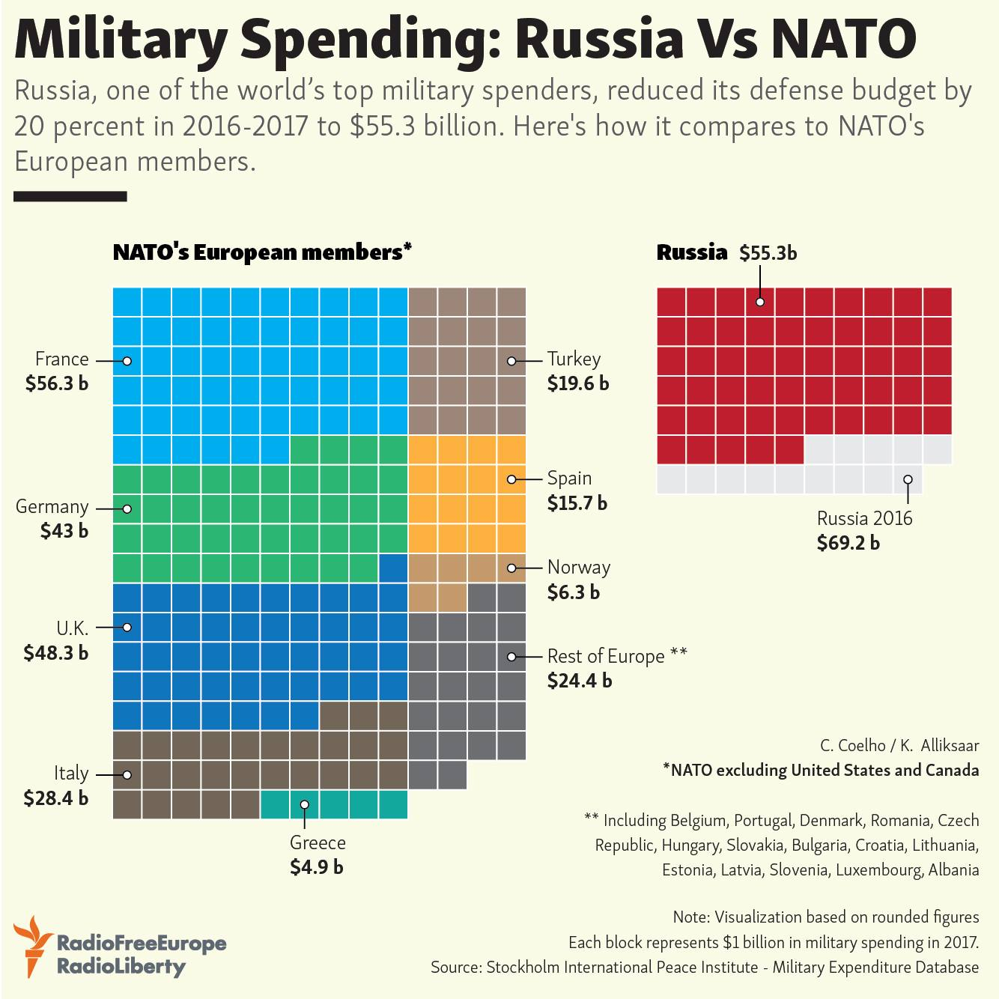 Military Spending: Russia Vs NATO
Russia, one of the world’s top military spenders, reduced its defense budget by
20 percent in 2016-2017 to $55.3 billion. Here's how it compares to NATO's
European members.
NATO's European members*
Russia $55.3b
France
$56.3 b
Turkey
$19.6 b
Germany
$43 b
Spain
$15.7 b
Russia 2016
$69.2 b
Norway
$6.3 b
U.K.
$48.3 b
Rest of Europe **
$24.4 b
Italy
$28.4 b
Greece
$4.9 b
C. Coelho / K. Alliksaar
*NATO excluding United States and Canada
** Including Belgium, Portugal, Denmark, Romania, Czech
Republic, Hungary, Slovakia, Bulgaria, Croatia, Lithuania,
Estonia, Latvia, Slovenia, Luxembourg, Albania
Note: Visualization based on rounded figures
Each block represents $1 billion in military spending in 2017.
Source: Stockholm International Peace Institute - Military Expenditure Database
RadioFreeEurope
RadioLiberty